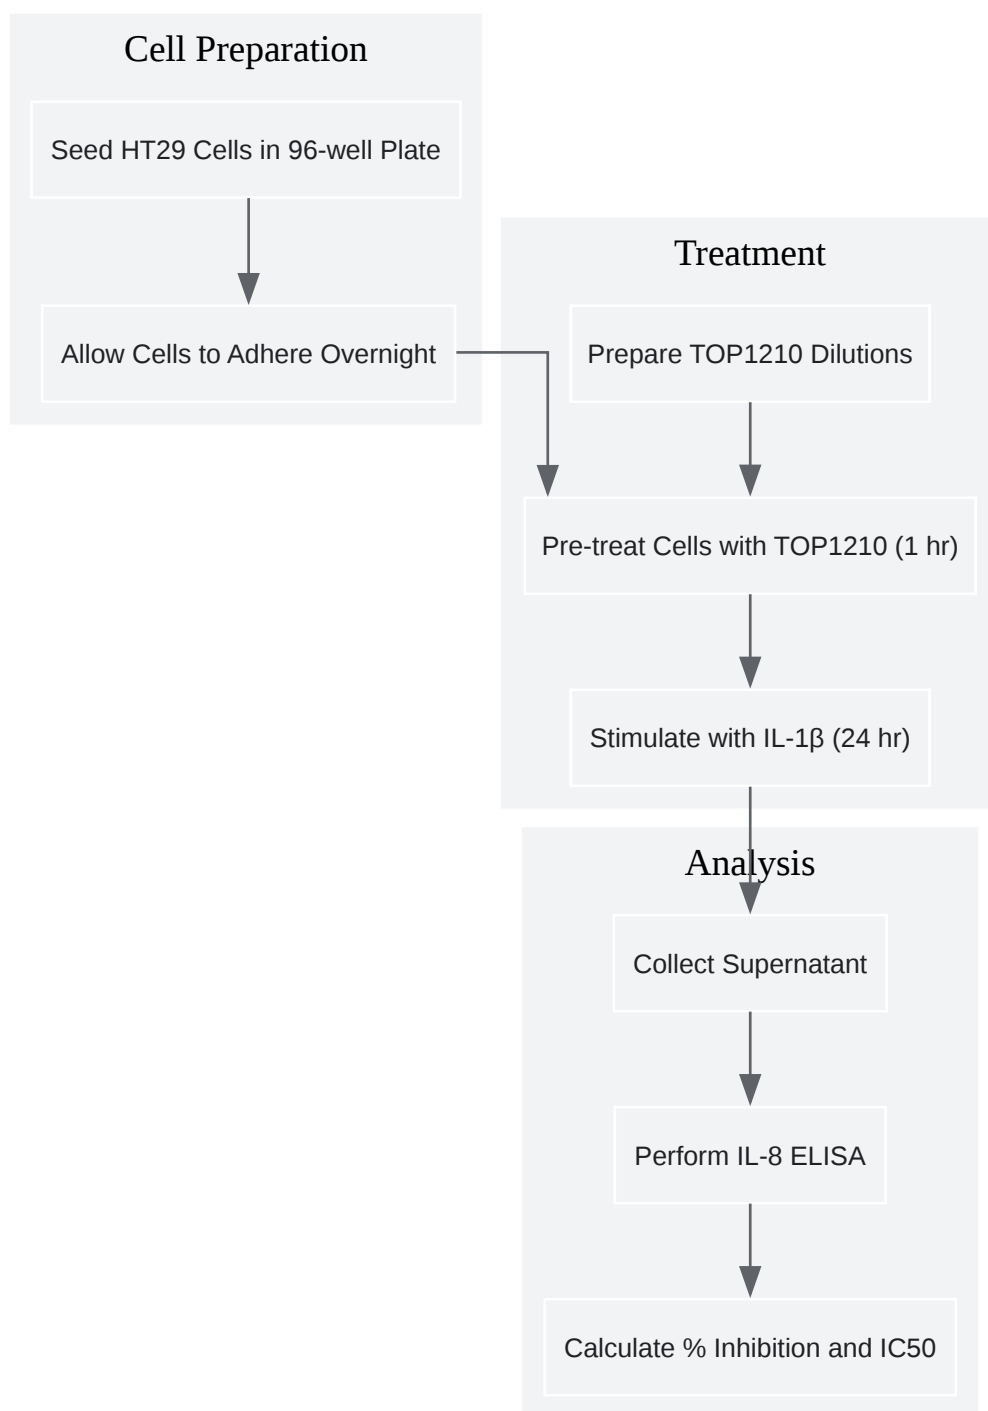 Cell Preparation
Seed HT29 Cells in 96-well Plate
Allow Cells to Adhere Overnight
Treatment
Prepare TOP1210 Dilutions
Pre-treat Cells with TOP1210 (1 hr)
Stimulate with IL-1β (24 hr)
Analysis
Collect Supernatant
Perform IL-8 ELISA
Calculate % Inhibition and IC50